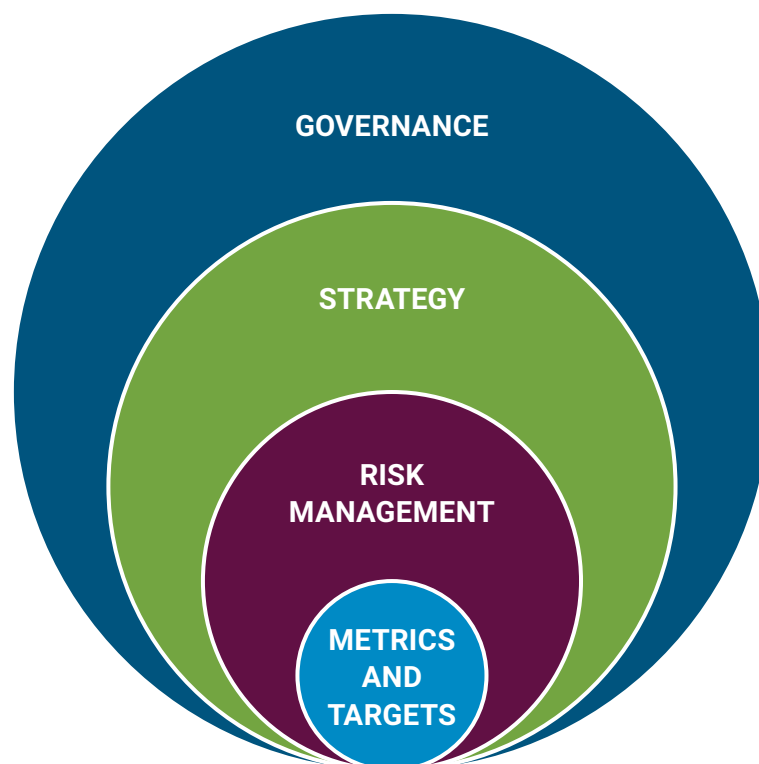 GOVERNANCE
STRATEGY
RISK
MANAGEMENT
METRICS
AND
TARGETS